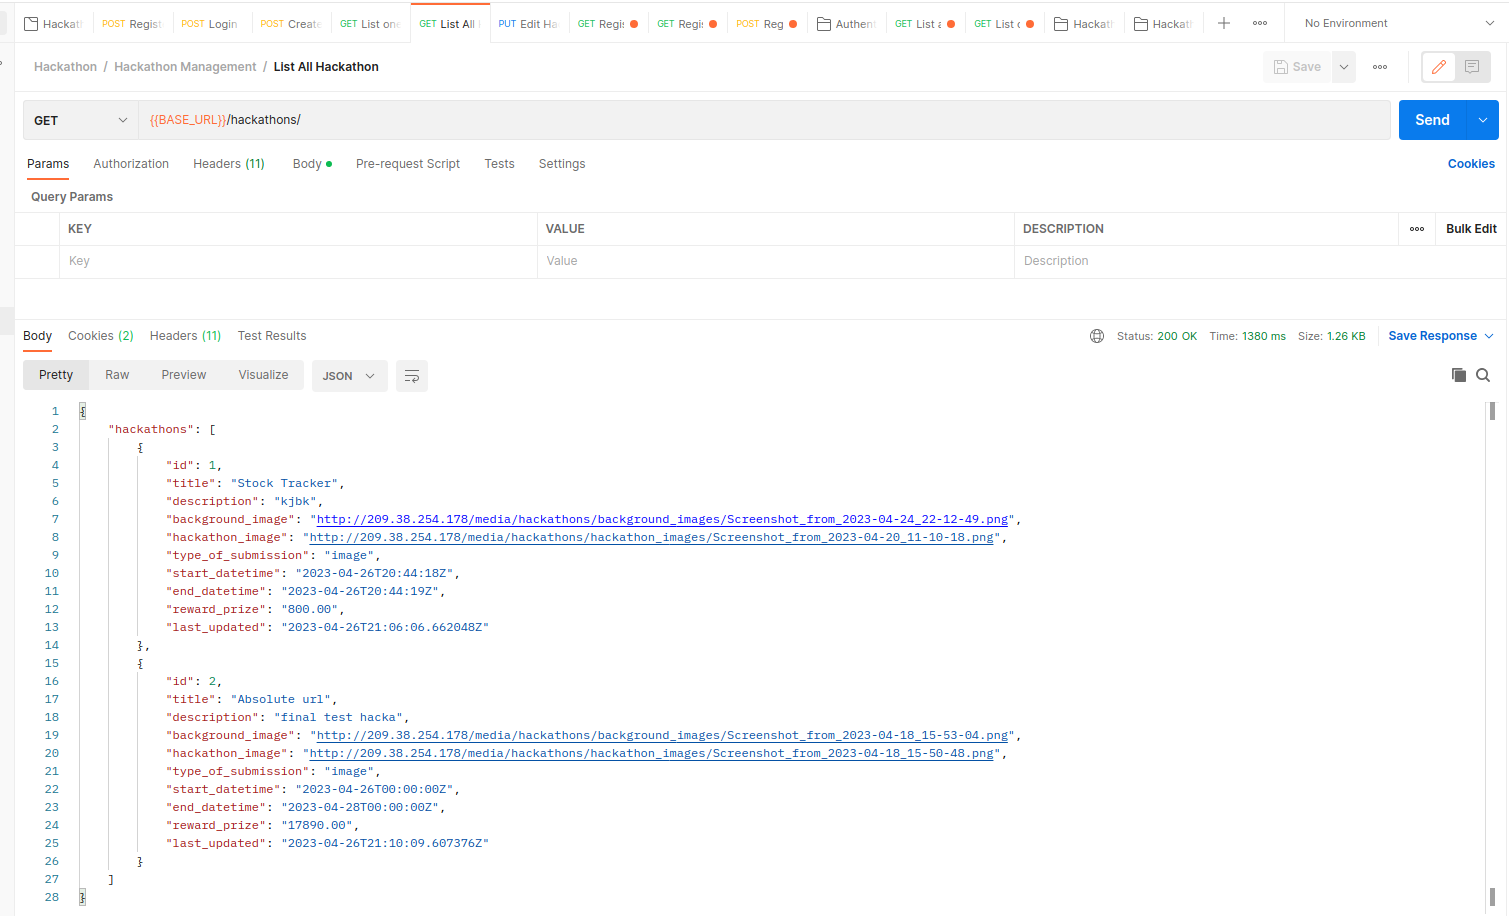 Hackath POST Regist POST Login POST Create GET List one GET List All PUT Edit Ha GET Regis GET Regis POST Reg Authent GET List a GET List o Hackath Hackath No Environment
Hackathon / Hackathon Management / List All Hackathon Save
GET {{BASE_URL}}/hackathons/ Send
Params Authorization Headers (11) Body Pre-request Script Tests Settings Cookies
Query Params
KEY VALUE DESCRIPTION Bulk Edit
Key Value Description
Body Cookies (2) Headers (11) Test Results Status: 200 OK Time: 1380 ms Size: 1.26 KB Save Response
Pretty Raw Preview Visualize JSON
1 {
2 "hackathons": [
3 {
4 "id": 1,
5 "title": "Stock Tracker",
6 "description": "kjbk",
7 "background_image": "http://209.38.254.178/media/hackathons/background_images/Screenshot_from_2023-04-24_22-12-49.png",
8 "hackathon_image": "http://209.38.254.178/media/hackathons/hackathon_images/Screenshot_from_2023-04-20_11-10-18.png",
9 "type_of_submission": "image",
10 "start_datetime": "2023-04-26T20:44:18Z",
11 "end_datetime": "2023-04-26T20:44:19Z",
12 "reward_prize": "800.00",
13 "last_updated": "2023-04-26T21:06:06.662048Z"
14 },
15 {
16 "id": 2,
17 "title": "Absolute url",
18 "description": "final test hacka",
19 "background_image": "http://209.38.254.178/media/hackathons/background_images/Screenshot_from_2023-04-18_15-53-04.png",
20 "hackathon_image": "http://209.38.254.178/media/hackathons/hackathon_images/Screenshot_from_2023-04-18_15-50-48.png",
21 "type_of_submission": "image",
22 "start_datetime": "2023-04-26T00:00:00Z",
23 "end_datetime": "2023-04-28T00:00:00Z",
24 "reward_prize": "17890.00",
25 "last_updated": "2023-04-26T21:10:09.607376Z"
26 }
27 ]
28 }